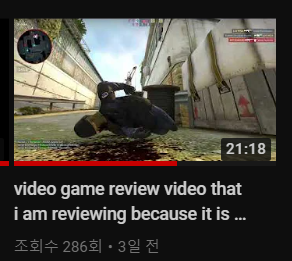 21:18
video game review video that
i am reviewing because it is ...
조회수 286회 • 3일 전